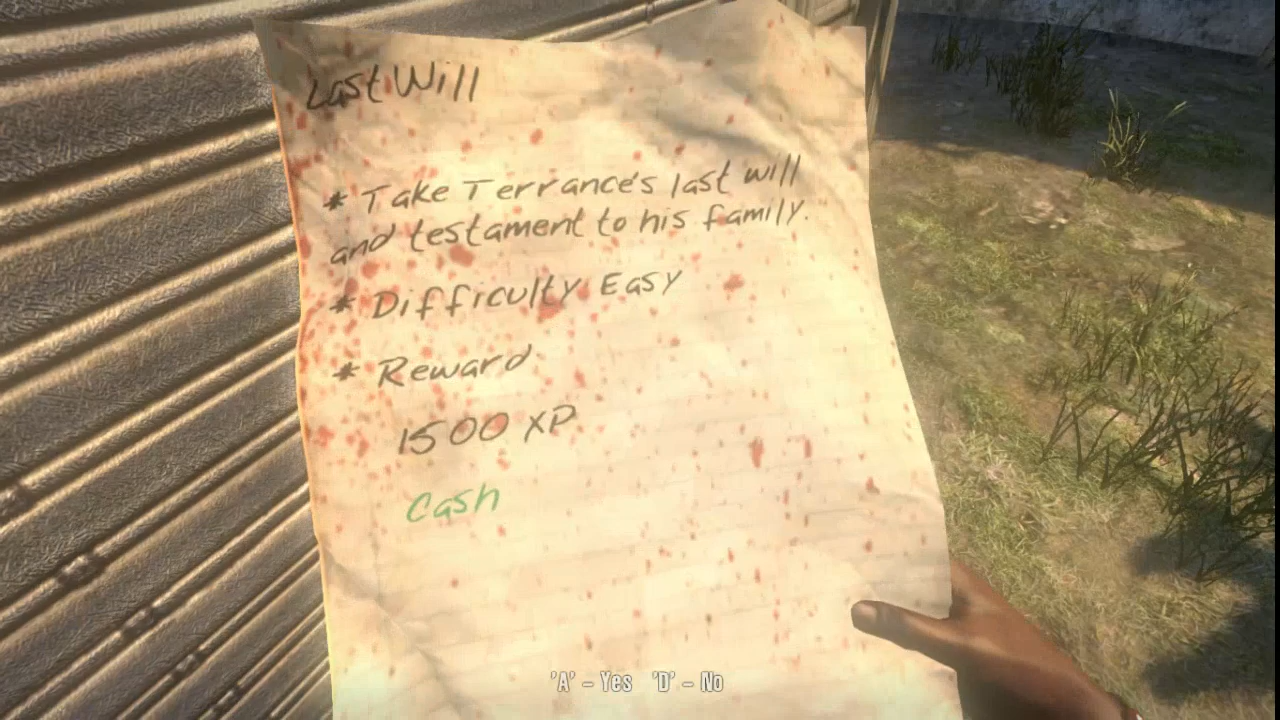 Last Will
* Take Terrance's last will
and testament to his family.
* Difficulty Easy
* Reward
1500 XP
Cash
'A' - Yes 'D' - No